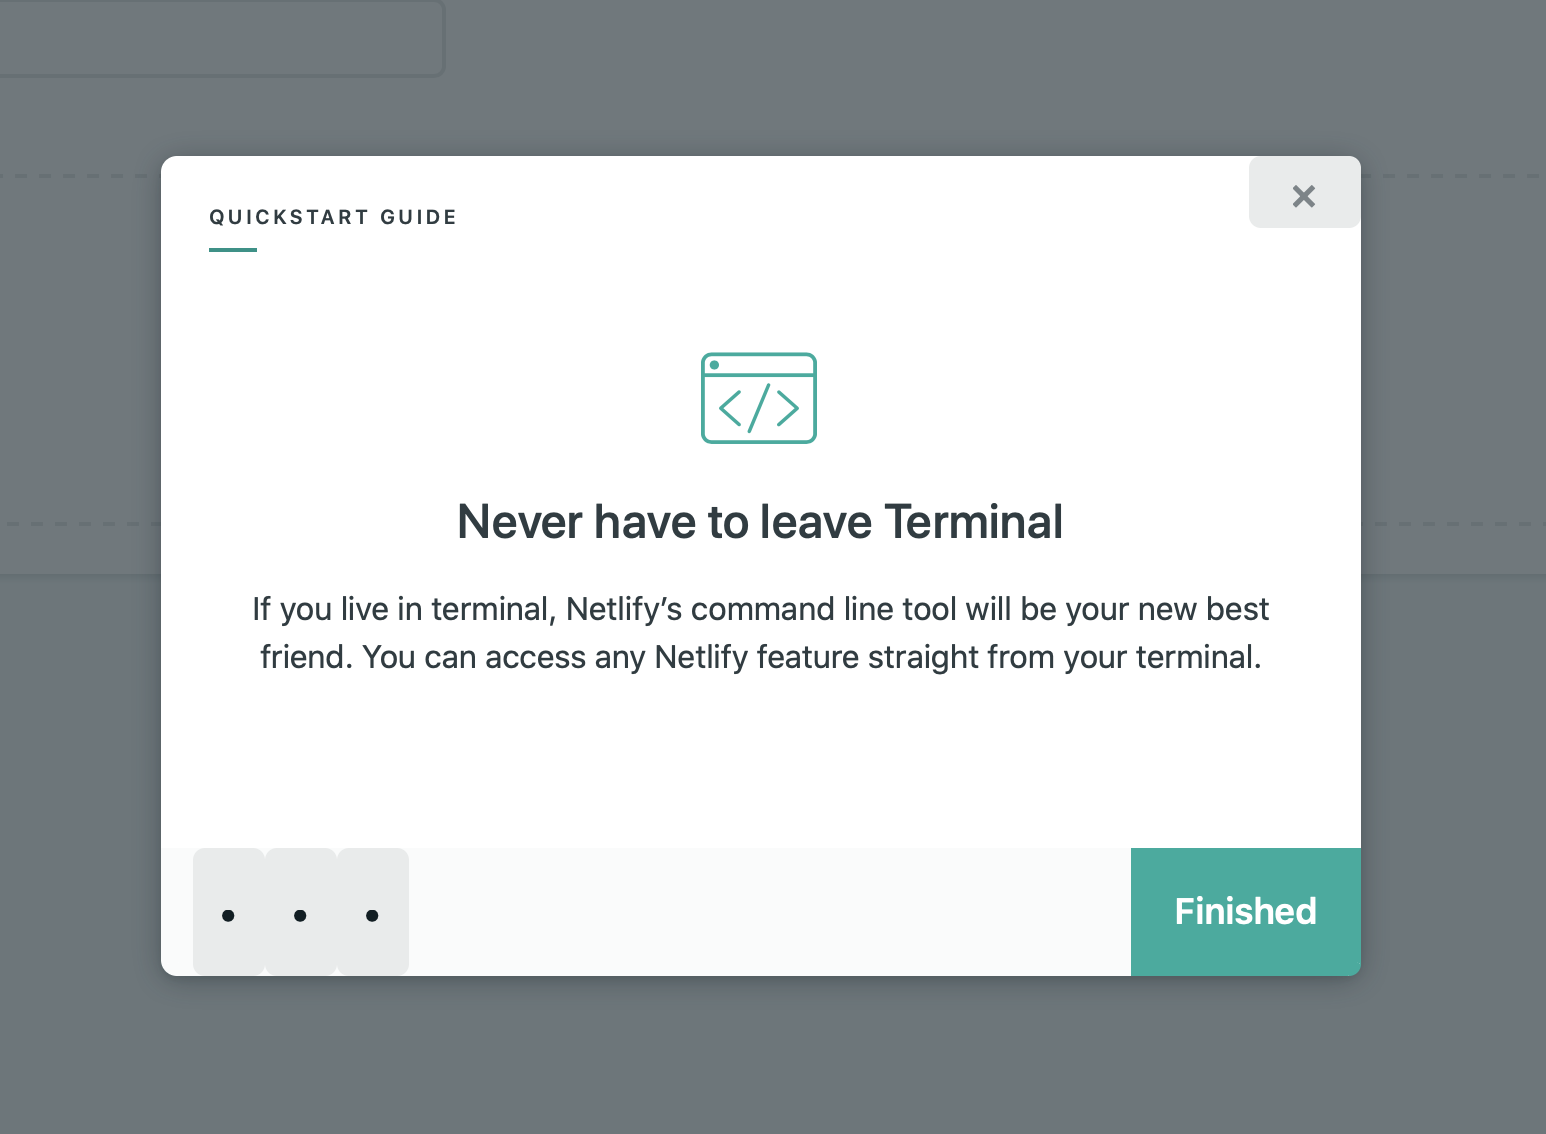 QUICKSTART GUIDE
Never have to leave Terminal
If you live in terminal, Netlify’s command line tool will be your new best
friend. You can access any Netlify feature straight from your terminal.
Finished